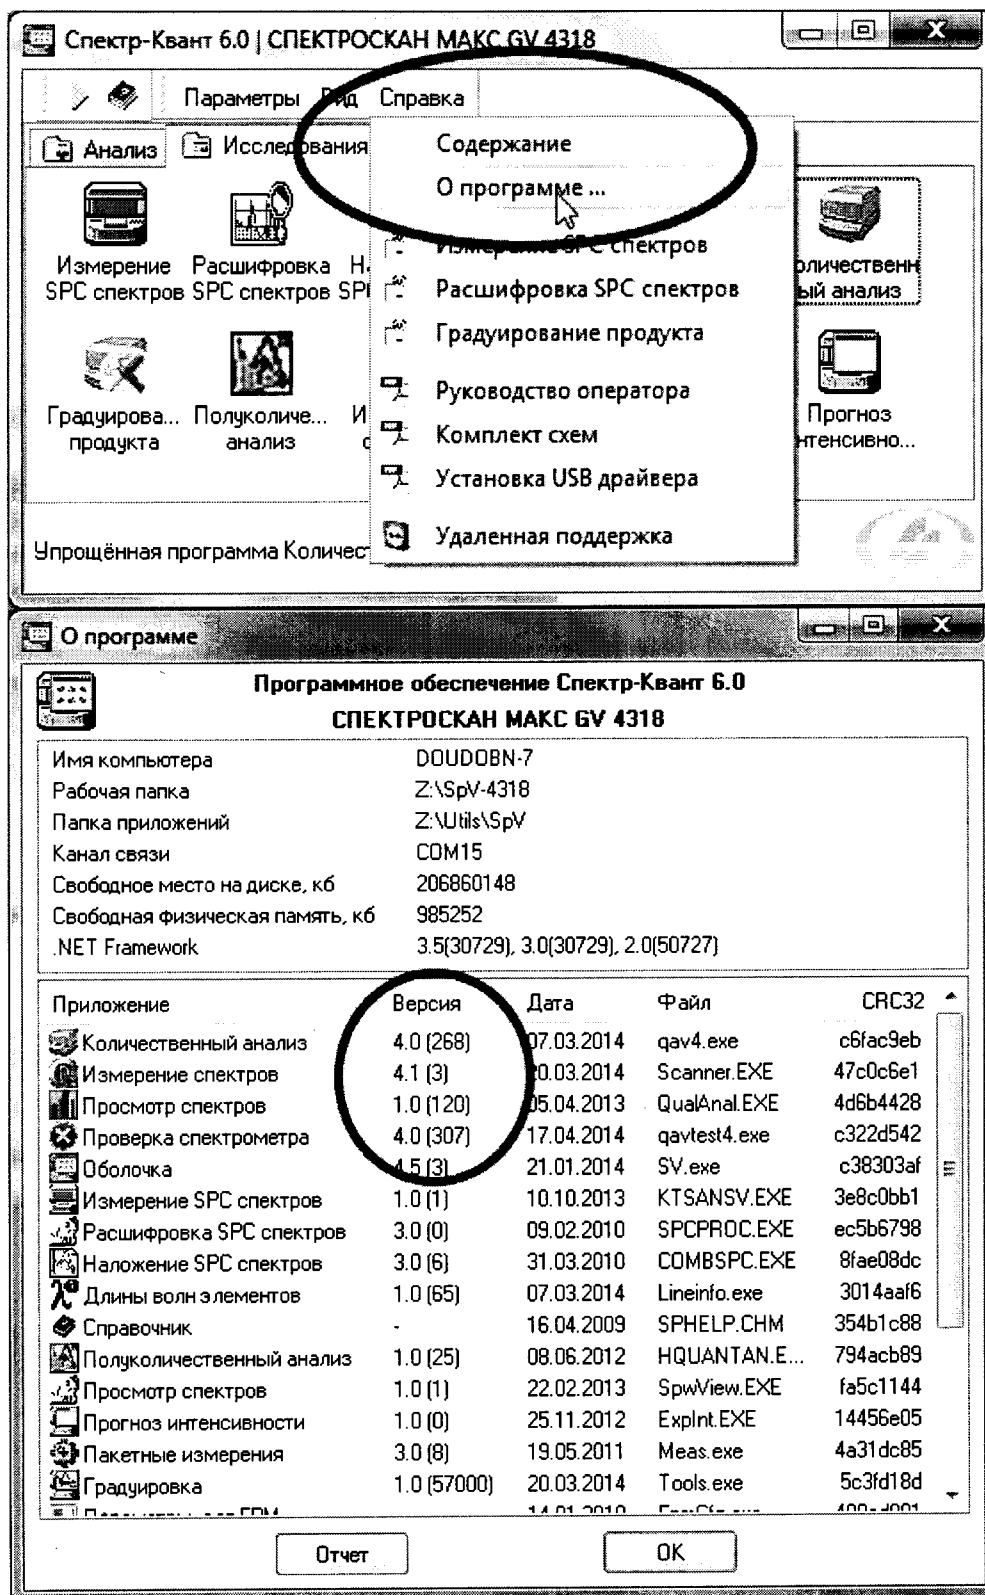 Спектр-Квант 6.0 | СПЕКТРОСКАН МАКС GV 4318
Параметры Вид Справка
Анализ Исследования
Содержание
О программе ...
Измерение SPC спектров
Расшифровка SPC спектров
Градуирование продукта
Руководство оператора
Комплект схем
Установка USB драйвера
Удаленная поддержка
Измерение SPC спектров
Расшифровка SPC спектров
оличественн
ый анализ
Градуирова... продукта
Полуколиче... анализ
Прогноз
нтенсивно...
Упрощённая программа Количес
О программе
Программное обеспечение Спектр-Квант 6.0
СПЕКТРОСКАН МАКС GV 4318
Имя компьютера DOUDOBN-7
Рабочая папка Z:\SpV-4318
Папка приложений Z:\Utils\SpV
Канал связи COM15
Свободное место на диске, кб 206860148
Свободная физическая память, кб 985252
.NET Framework 3.5(30729), 3.0(30729), 2.0(50727)
Приложение Версия Дата Файл CRC32
Количественный анализ 4.0 (268) 07.03.2014 qav4.exe c6fac9eb
Измерение спектров 4.1 (3) 20.03.2014 Scanner.EXE 47c0c6e1
Просмотр спектров 1.0 (120) 05.04.2013 QualAnal.EXE 4d6b4428
Проверка спектрометра 4.0 (307) 17.04.2014 qavtest4.exe c322d542
Оболочка 4.5 (3) 21.01.2014 SV.exe c38303af
Измерение SPC спектров 1.0 (1) 10.10.2013 KTSANSV.EXE 3e8c0bb1
Расшифровка SPC спектров 3.0 (0) 09.02.2010 SPCPROC.EXE ec5b6798
Наложение SPC спектров 3.0 (6) 31.03.2010 COMBSPC.EXE 8fae08dc
Длины волн элементов 1.0 (65) 07.03.2014 Lineinfo.exe 3014aaf6
Справочник - 16.04.2009 SPHELP.CHM 354b1c88
Полуколичественный анализ 1.0 (25) 08.06.2012 HQUANTAN.E... 794acb89
Просмотр спектров 1.0 (1) 22.02.2013 SpwView.EXE fa5c1144
Прогноз интенсивности 1.0 (0) 25.11.2012 ExpInt.EXE 14456e05
Пакетные измерения 3.0 (8) 19.05.2011 Meas.exe 4a31dc85
Градуировка 1.0 (57000) 20.03.2014 Tools.exe 5c3fd18d
Отчет OK